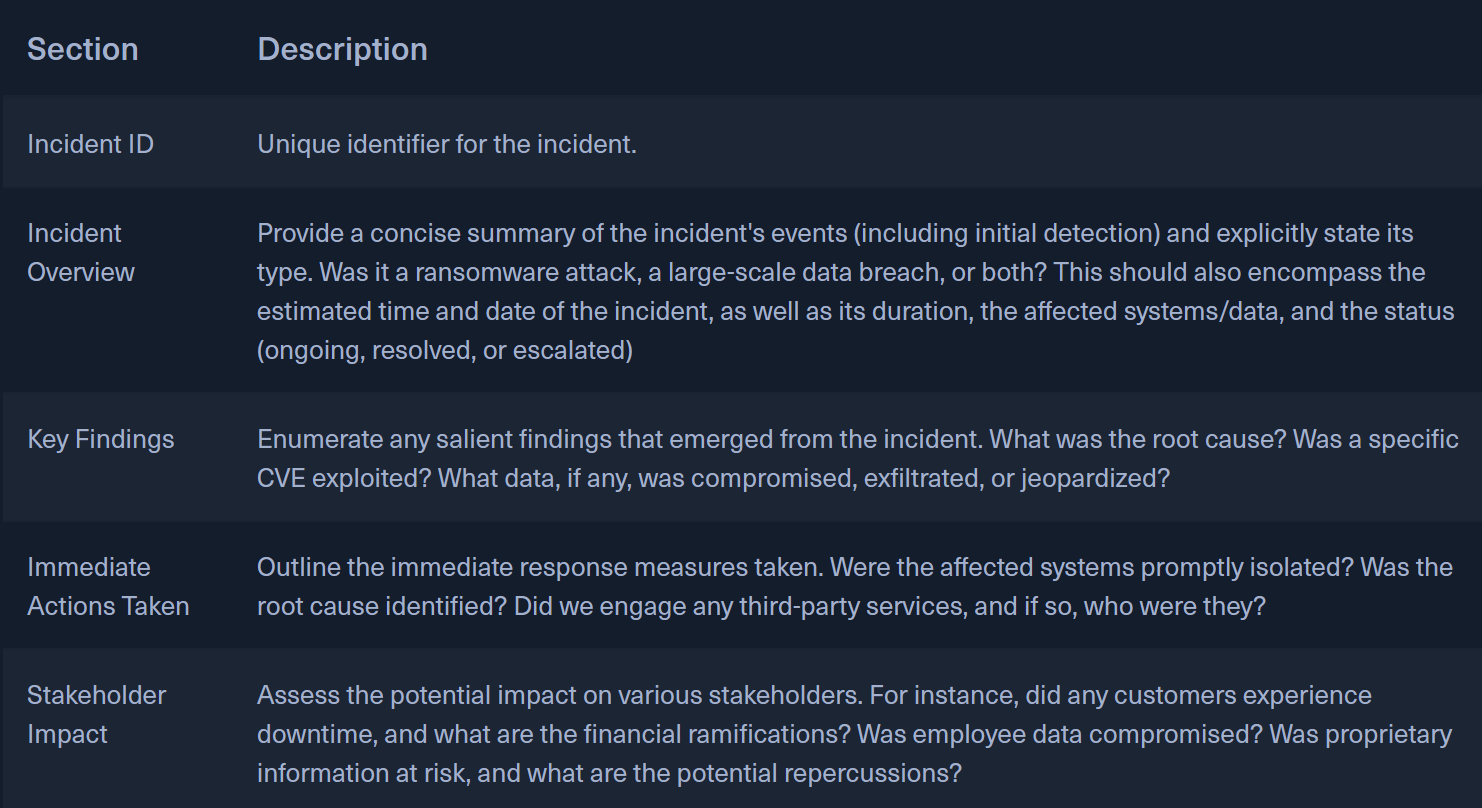 Section Description
Incident ID Unique identifier for the incident.
Incident Overview
Provide a concise summary of the incident's events (including initial detection) and explicitly state its
type. Was it a ransomware attack, a large-scale data breach, or both? This should also encompass the
estimated time and date of the incident, as well as its duration, the affected systems/data, and the status
(ongoing, resolved, or escalated)
Key Findings
Enumerate any salient findings that emerged from the incident. What was the root cause? Was a specific
CVE exploited? What data, if any, was compromised, exfiltrated, or jeopardized?
Immediate
Actions Taken
Outline the immediate response measures taken. Were the affected systems promptly isolated? Was the
root cause identified? Did we engage any third-party services, and if so, who were they?
Stakeholder
Impact
Assess the potential impact on various stakeholders. For instance, did any customers experience
downtime, and what are the financial ramifications? Was employee data compromised? Was proprietary
information at risk, and what are the potential repercussions?